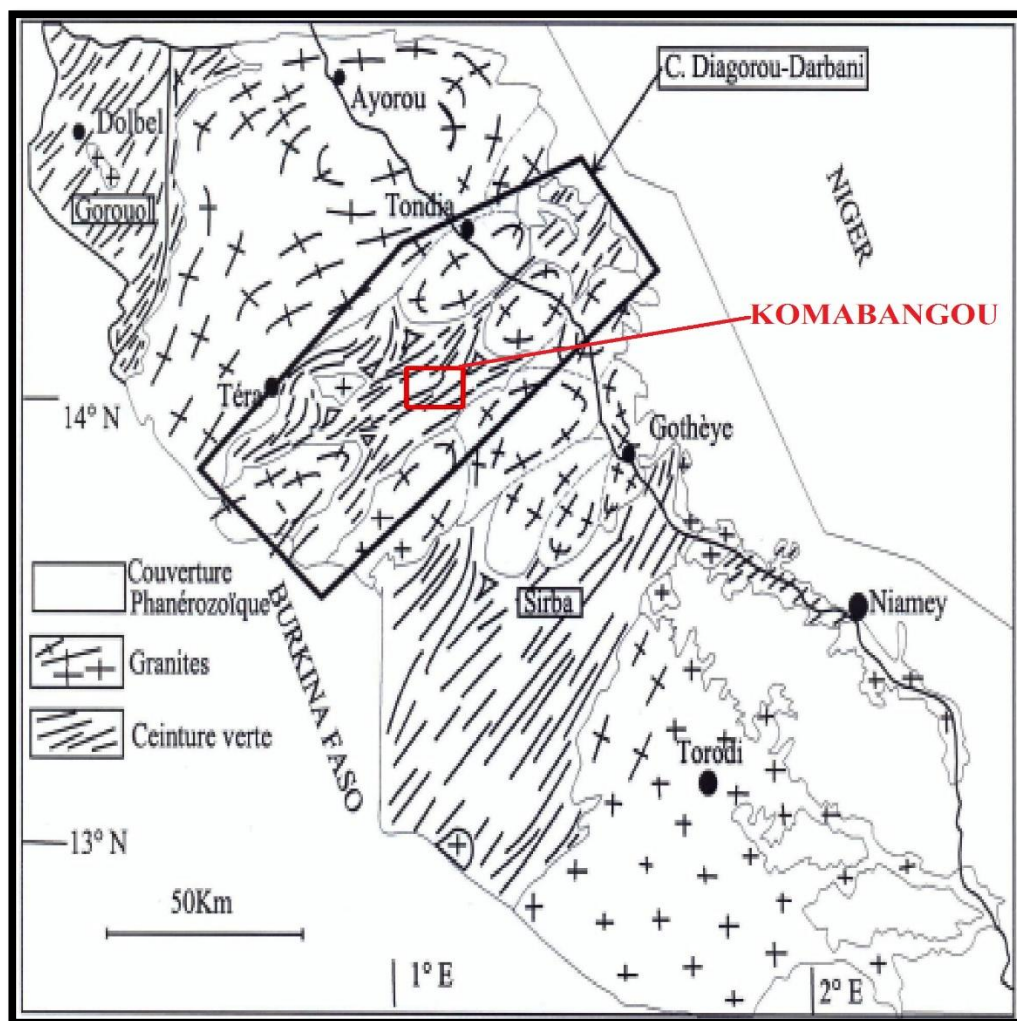 C. Diagorou-Darbani
Ayorou
Dolbel
Gorouol
Tondia
NIGER
KOMABANGOU
Téra
14° N
Gothèye
Couverture
Phanérozoïque
BURKINA FASO
Sirba
Niamey
Granites
Ceinture verte
Torodi
13° N
50Km
1° E
2° E